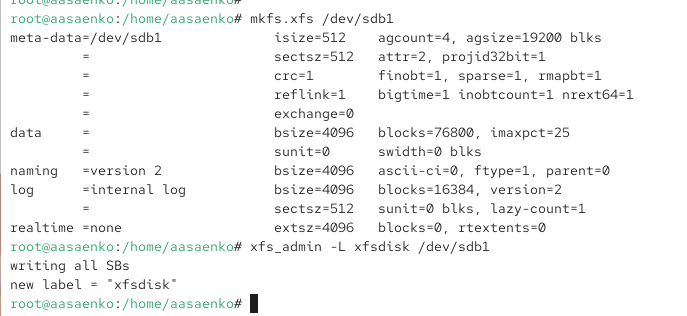 root@aasaenko:/home/aasaenko#
root@aasaenko:/home/aasaenko# mkfs.xfs /dev/sdb1
meta-data=/dev/sdb1              isize=512    agcount=4, agsize=19200 blks
         =                       sectsz=512   attr=2, projid32bit=1
         =                       crc=1        finobt=1, sparse=1, rmapbt=1
         =                       reflink=1    bigtime=1 inobtcount=1 nrext64=1
         =                       exchange=0
data     =                       bsize=4096   blocks=76800, imaxpct=25
         =                       sunit=0      swidth=0 blks
naming   =version 2              bsize=4096   ascii-ci=0, ftype=1, parent=0
log      =internal log           bsize=4096   blocks=16384, version=2
         =                       sectsz=512   sunit=0 blks, lazy-count=1
realtime =none                   extsz=4096   blocks=0, rtextents=0
root@aasaenko:/home/aasaenko# xfs_admin -L xfsdisk /dev/sdb1
writing all SBs
new label = "xfsdisk"
root@aasaenko:/home/aasaenko#